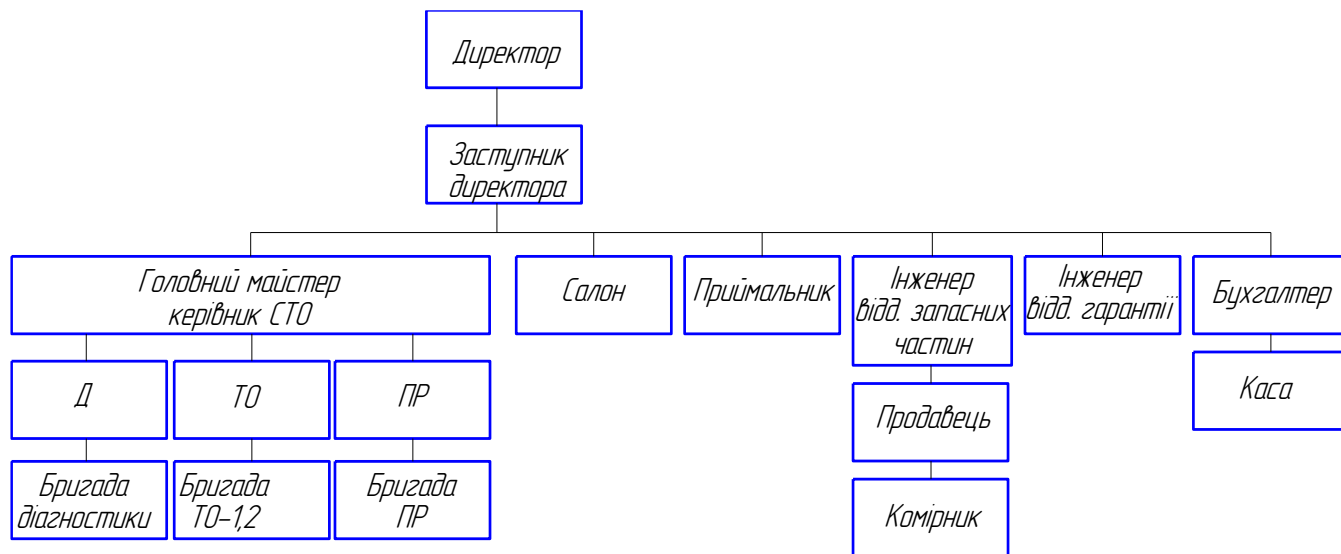 Директор
Заступник
директора
Головний майстер
керівник СТО
Салон
Приймальник
Інженер
відд. запасних
частин
Інженер
відд. гарантії
Бухгалтер
Д
ТО
ПР
Продавець
Каса
Бригада
діагностики
Бригада
ТО-1,2
Бригада
ПР
Комірник